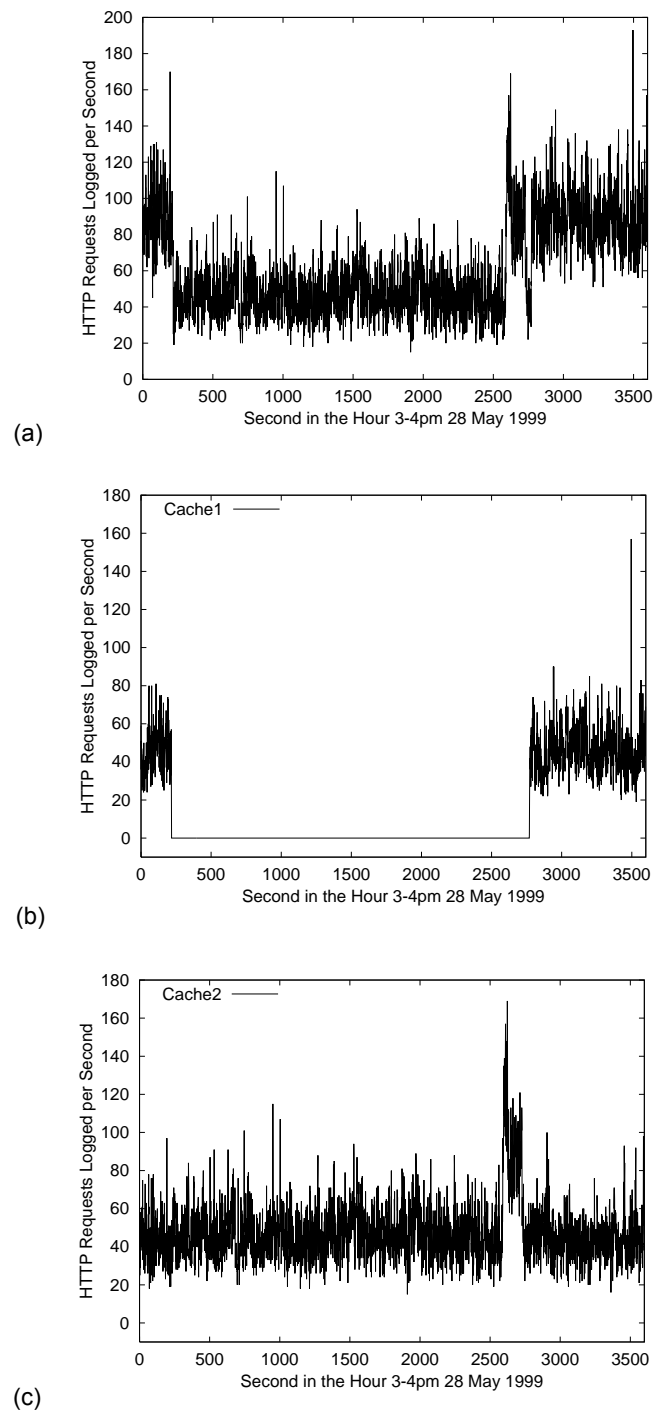 200
180
160
140
120
100
80
60
40
20
0
HTTP Requests Logged per Second
0 500 1000 1500 2000 2500 3000 3500
Second in the Hour 3-4pm 28 May 1999
(a)
180
160
140
120
100
80
60
40
20
0
HTTP Requests Logged per Second
Cache1
0 500 1000 1500 2000 2500 3000 3500
Second in the Hour 3-4pm 28 May 1999
(b)
180
160
140
120
100
80
60
40
20
0
HTTP Requests Logged per Second
Cache2
0 500 1000 1500 2000 2500 3000 3500
Second in the Hour 3-4pm 28 May 1999
(c)